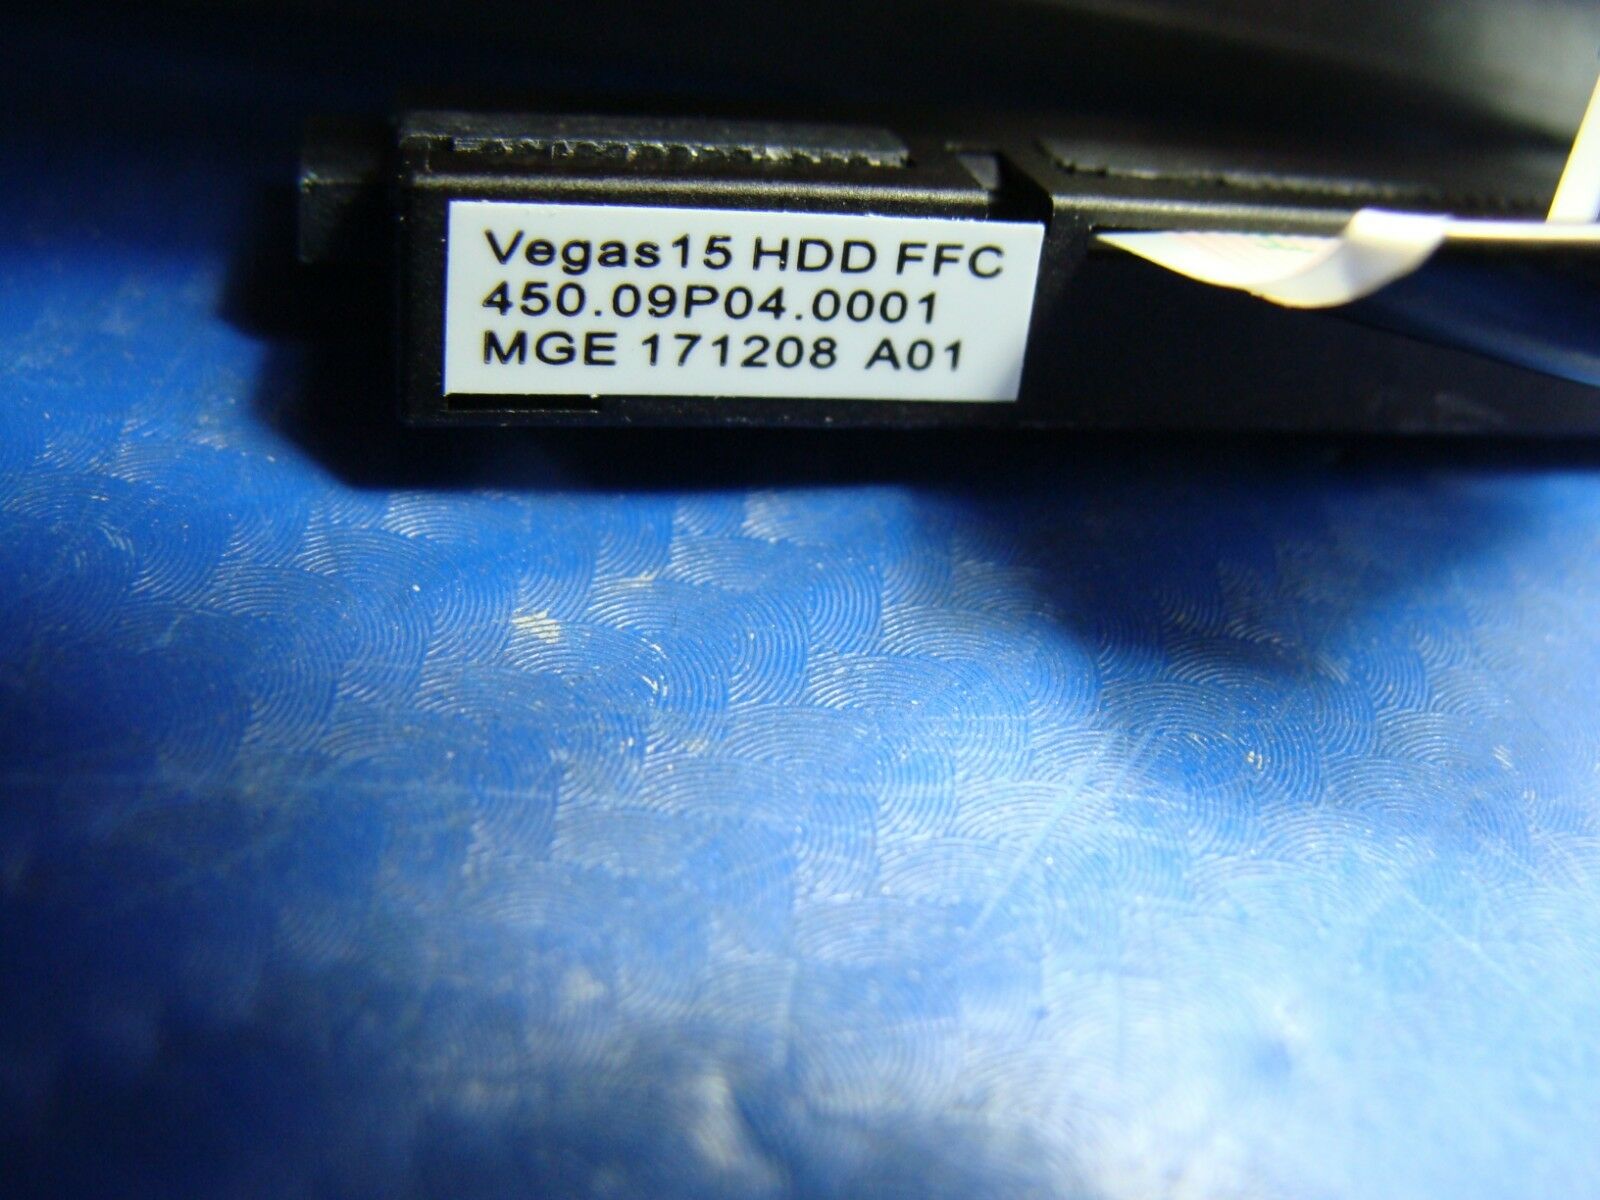 Vegas15 HDD FFC
450.09P04.0001
MGE 171208 A01